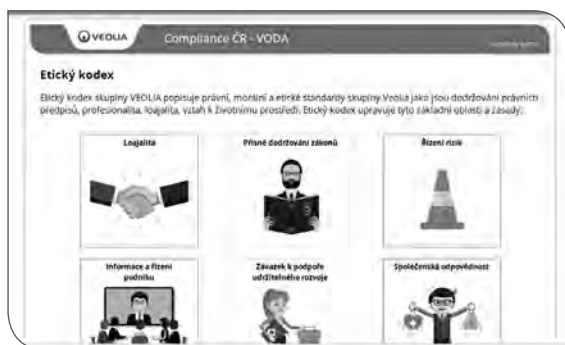 VEOLIA
Compliance ČR - VODA
Etický kodex
Etický kodex skupiny VEOLIA popisuje právní, morální a etické standardy skupiny Veolia jako jsou dodržování právních
předpisů, profesionalita, loajalita, vztah k životnímu prostředí. Etický kodex upravuje tyto základní oblasti a zásady:
Loajalita
Přísné dodržování zákonů
Řízení rizik
Informace a řízení
podniku
Závazek k podpoře
udržitelného rozvoje
Společenská odpovědnost